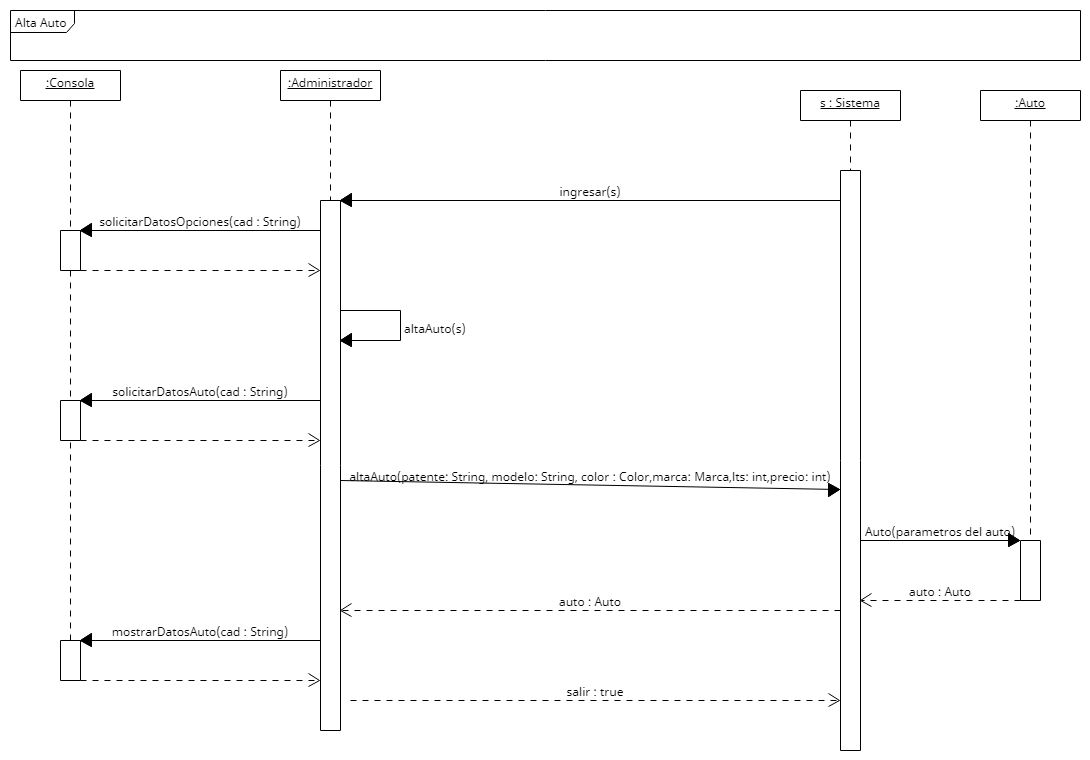 Alta Auto
:Consola
:Administrador
s : Sistema
:Auto
ingresar(s)
solicitarDatosOpciones(cad : String)
altaAuto(s)
solicitarDatosAuto(cad : String)
altaAuto(patente: String, modelo: String, color : Color,marca: Marca,lts: int,precio: int)
Auto(parametros del auto)
auto : Auto
auto : Auto
mostrarDatosAuto(cad : String)
salir : true